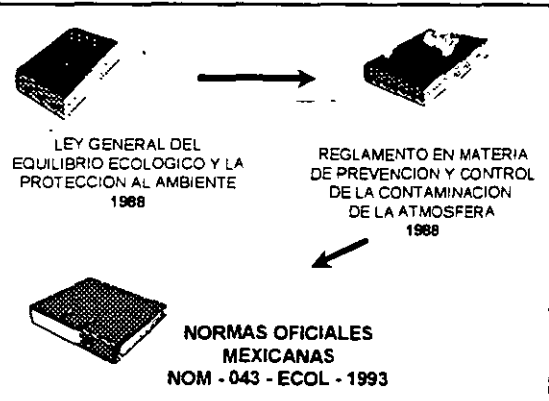 LEY GENERAL DEL
EQUILIBRIO ECOLOGICO Y LA
PROTECCION AL AMBIENTE
1988
REGLAMENTO EN MATERIA
DE PREVENCION Y CONTROL
DE LA CONTAMINACION
DE LA ATMOSFERA
1988
NORMAS OFICIALES
MEXICANAS
NOM - 043 - ECOL - 1993